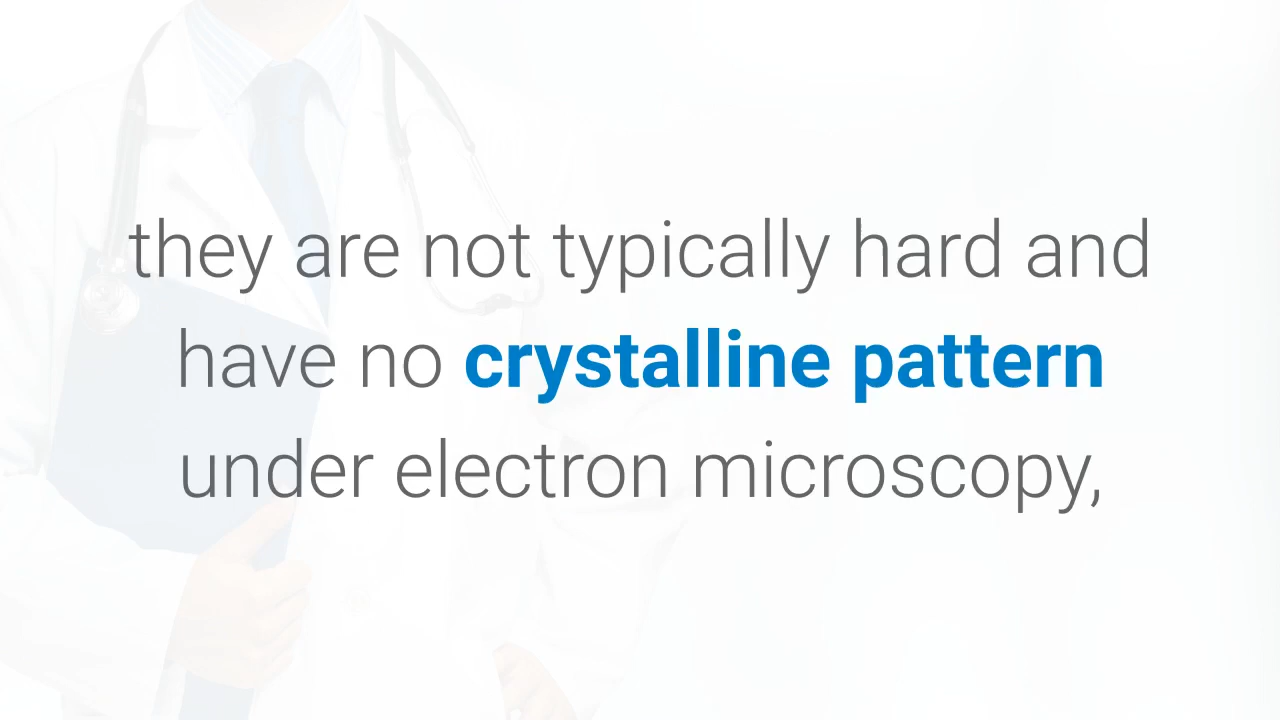 they are not typically hard and
have no crystalline pattern
under electron microscopy,